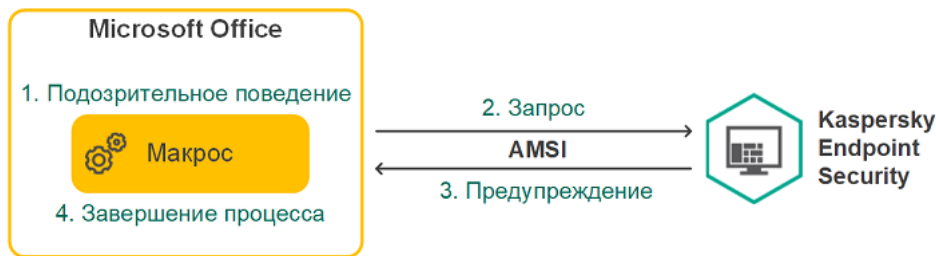 Microsoft Office
1. Подозрительное поведение
Макрос
4. Завершение процесса
2. Запрос
AMSI
3. Предупреждение
Kaspersky
Endpoint
Security